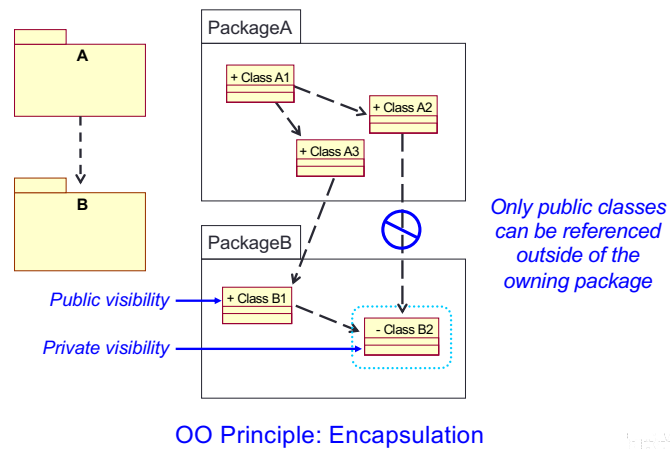 A
B
PackageA
+ Class A1
+ Class A2
+ Class A3
PackageB
+ Class B1
- Class B2
Public visibility
Private visibility
Only public classes
can be referenced
outside of the
owning package
OO Principle: Encapsulation